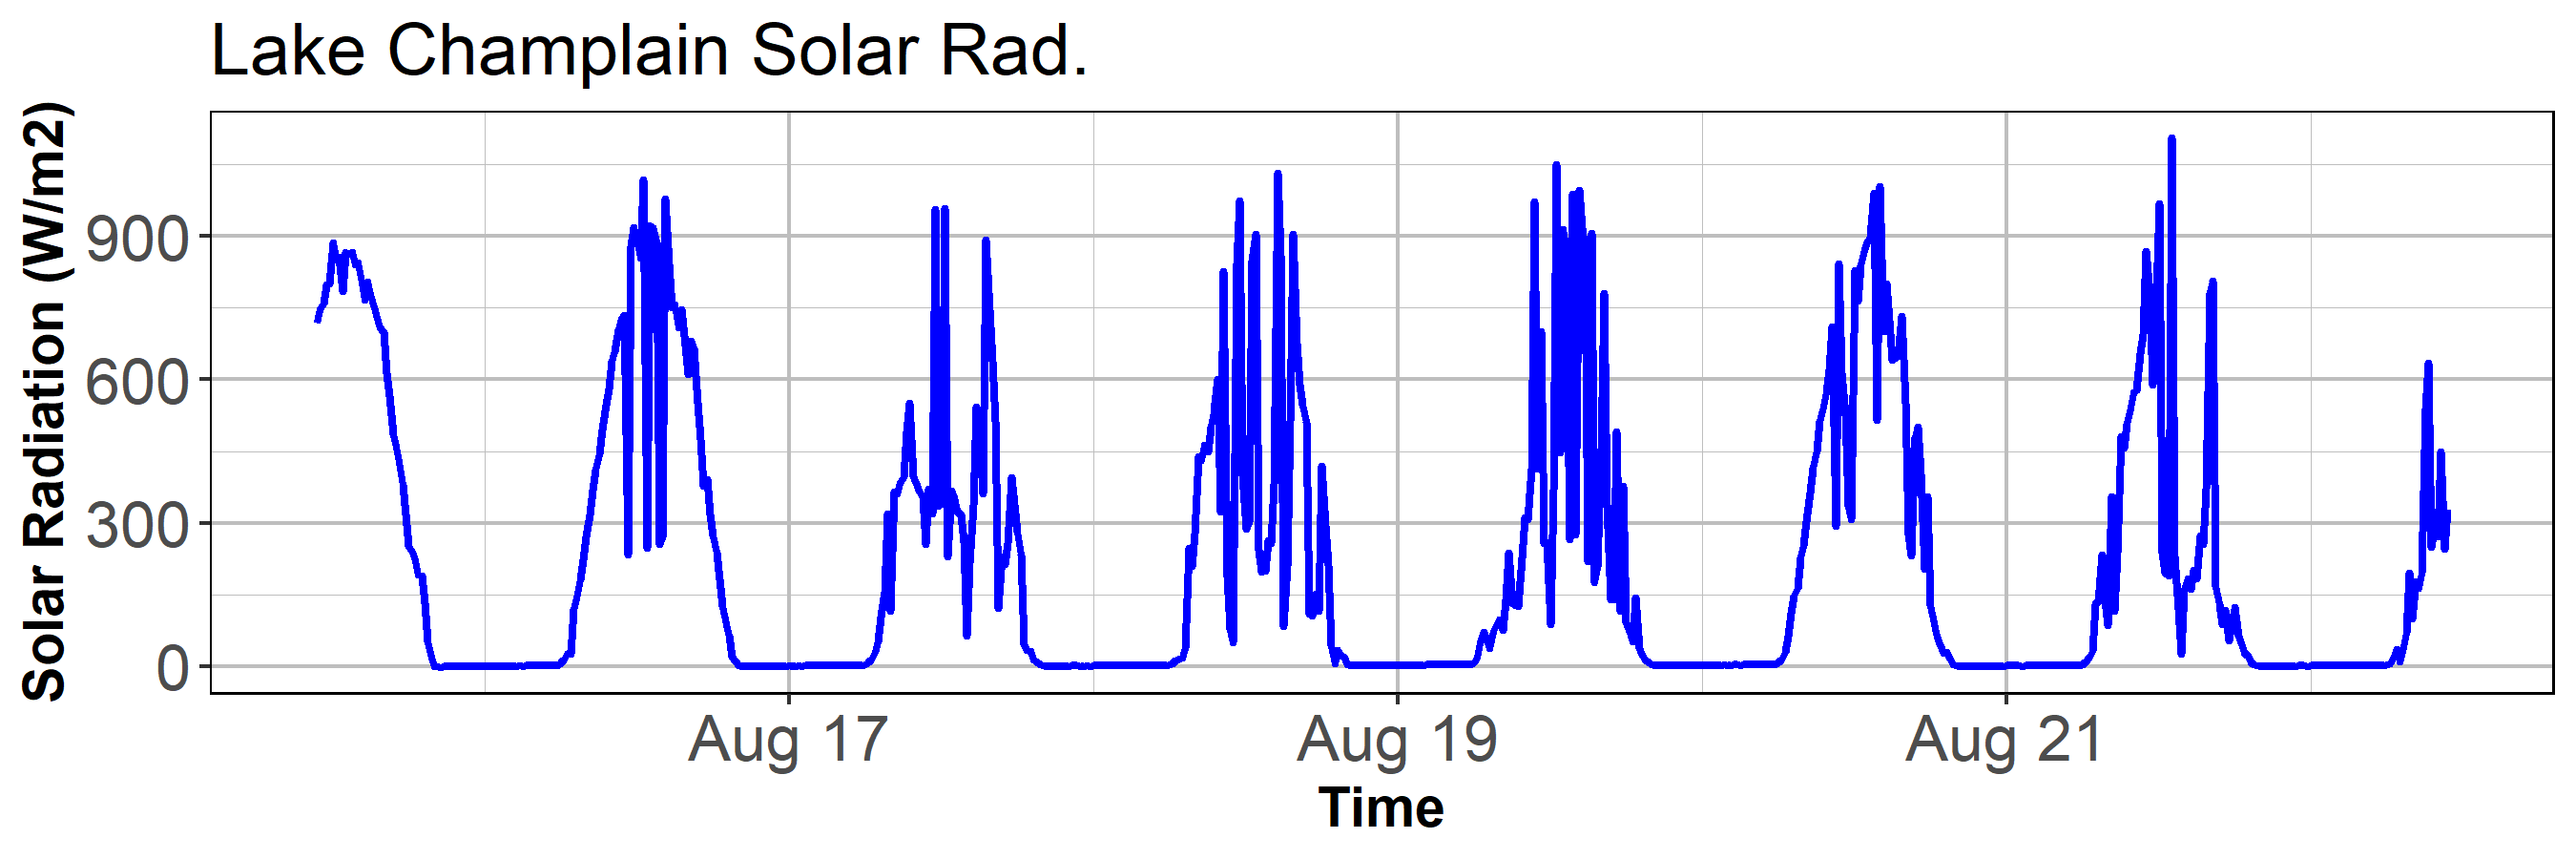 Lake Champlain Solar Rad.
Solar Radiation (W/m2)
900
600
300
0
Aug 17 Aug 19 Aug 21
Time